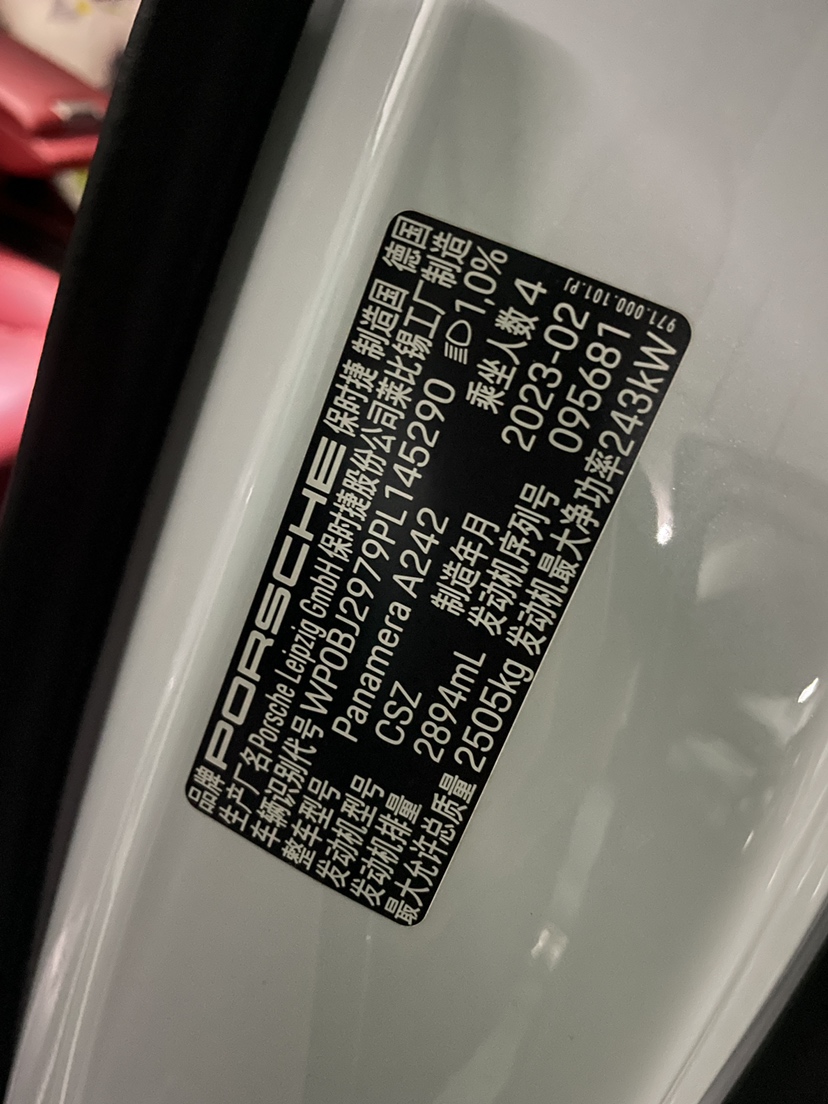 品牌 PORSCHE 保时捷 制造国 德国
生产厂名 Porsche Leipzig GmbH 保时捷股份公司莱比锡工厂 制造
车辆识别代号 WP0BJ2979PL145290 1,0%
整车型号 Panamera A242 乘坐人数 4
发动机型号 CSZ 制造年月 2023-02
发动机排量 2894mL 发动机序列号 095681
最大允许总质量 2505kg 发动机最大净功率 243kW
971.000.101.PJ